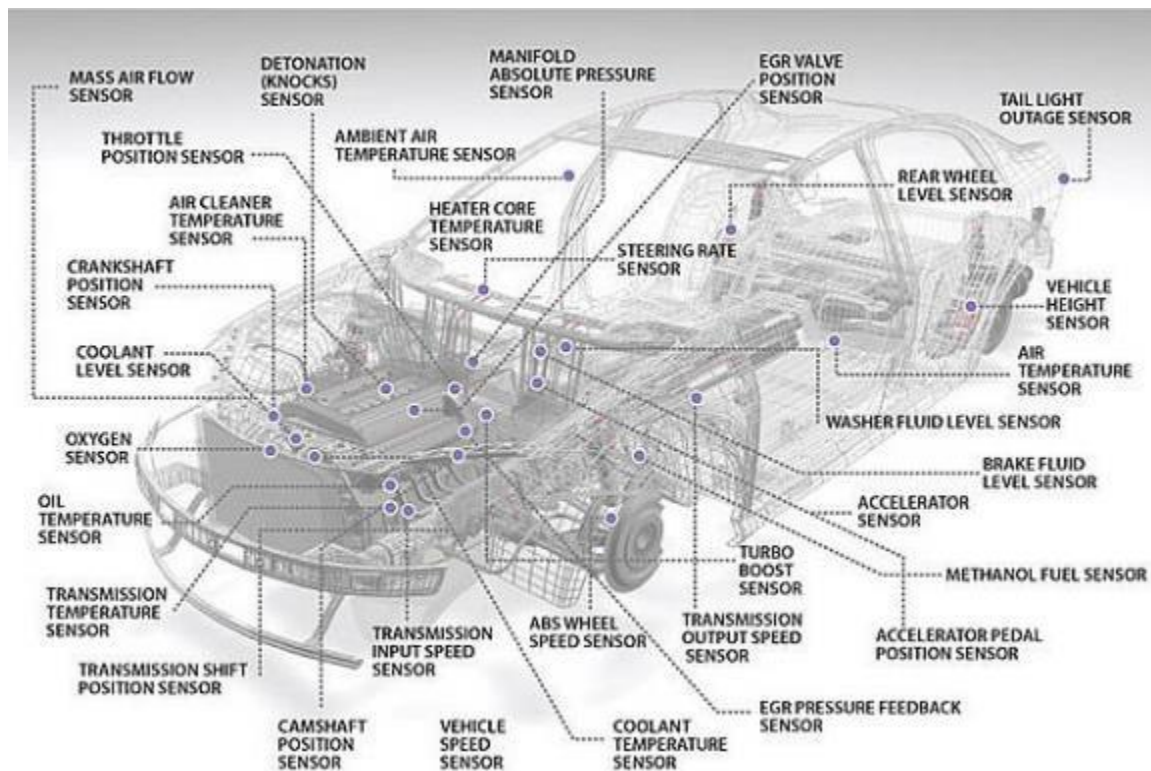 MASS AIR FLOW
SENSOR
DETONATION
(KNOCKS)
SENSOR
MANIFOLD
ABSOLUTE PRESSURE
SENSOR
EGR VALVE
POSITION
SENSOR
TAIL LIGHT
OUTAGE SENSOR
THROTTLE
POSITION SENSOR
AMBIENT AIR
TEMPERATURE SENSOR
REAR WHEEL
LEVEL SENSOR
AIR CLEANER
TEMPERATURE
SENSOR
HEATER CORE
TEMPERATURE
SENSOR
STEERING RATE
SENSOR
CRANKSHAFT
POSITION
SENSOR
VEHICLE
HEIGHT
SENSOR
COOLANT
LEVEL SENSOR
AIR
TEMPERATURE
SENSOR
WASHER FLUID LEVEL SENSOR
OXYGEN
SENSOR
BRAKE FLUID
LEVEL SENSOR
OIL
TEMPERATURE
SENSOR
ACCELERATOR
SENSOR
TURBO
BOOST
SENSOR
METHANOL FUEL SENSOR
TRANSMISSION
TEMPERATURE
SENSOR
TRANSMISSION
INPUT SPEED
SENSOR
ABS WHEEL
SPEED SENSOR
TRANSMISSION
OUTPUT SPEED
SENSOR
ACCELERATOR PEDAL
POSITION SENSOR
TRANSMISSION SHIFT
POSITION SENSOR
EGR PRESSURE FEEDBACK
SENSOR
CAMSHAFT
POSITION
SENSOR
VEHICLE
SPEED
SENSOR
COOLANT
TEMPERATURE
SENSOR